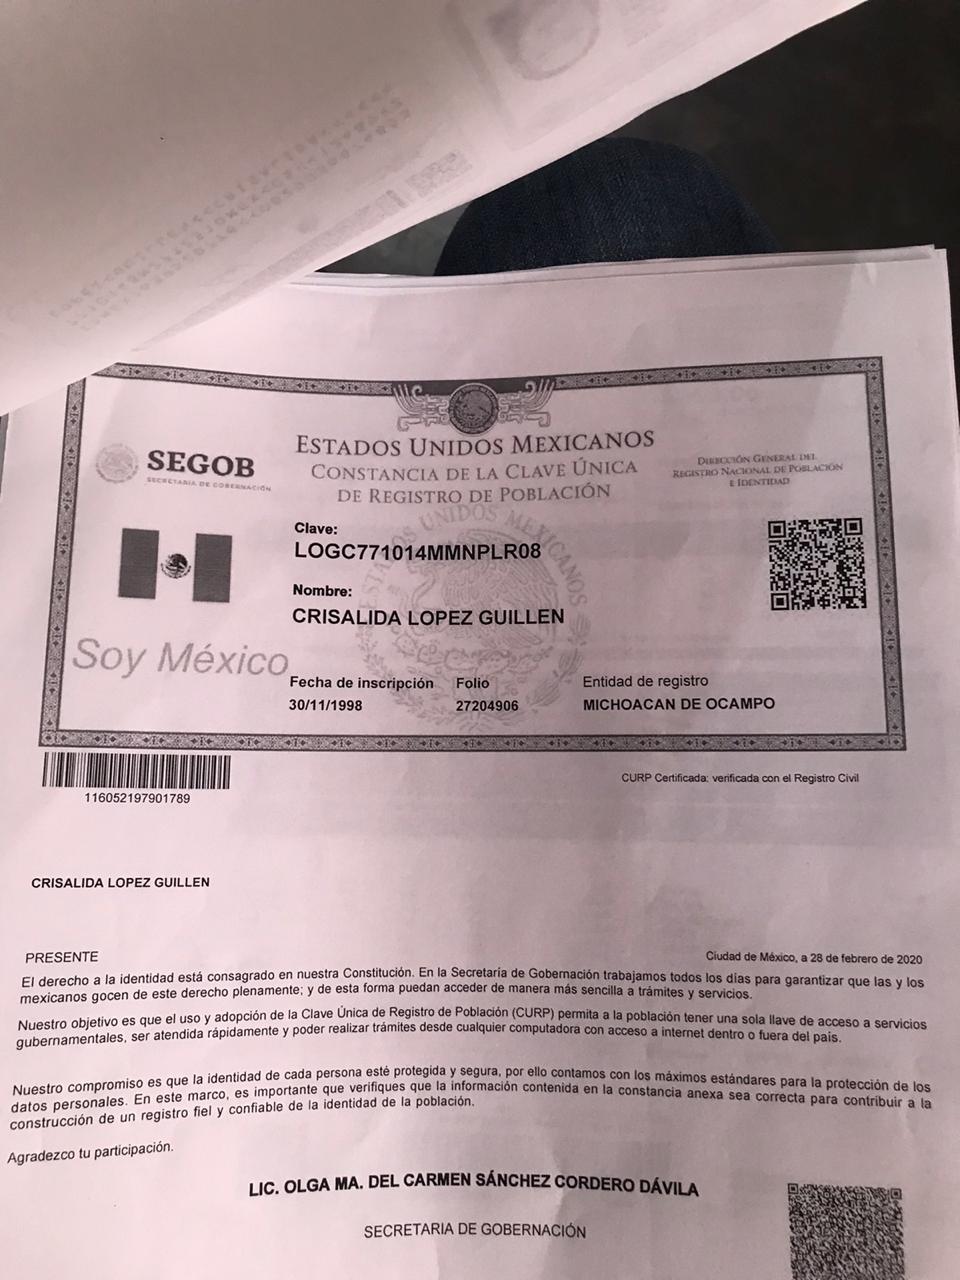 ESTADOS UNIDOS MEXICANOS
CONSTANCIA DE LA CLAVE ÚNICA
DE REGISTRO DE POBLACIÓN
SEGOB
SECRETARÍA DE GOBERNACIÓN
DIRECCIÓN GENERAL DEL
REGISTRO NACIONAL DE POBLACIÓN
E IDENTIDAD
ESTADOS UNIDOS MEXICANOS
Clave:
LOGC771014MMNPLR08
Nombre:
CRISALIDA LOPEZ GUILLEN
Soy México
Fecha de inscripción Folio Entidad de registro
30/11/1998 27204906 MICHOACAN DE OCAMPO
116052197901789
CURP Certificada: verificada con el Registro Civil
CRISALIDA LOPEZ GUILLEN
PRESENTE
Ciudad de México, a 28 de febrero de 2020
El derecho a la identidad está consagrado en nuestra Constitución. En la Secretaría de Gobernación trabajamos todos los días para garantizar que las y los
mexicanos gocen de este derecho plenamente; y de esta forma puedan acceder de manera más sencilla a trámites y servicios.
Nuestro objetivo es que el uso y adopción de la Clave Única de Registro de Población (CURP) permita a la población tener una sola llave de acceso a servicios
gubernamentales, ser atendida rápidamente y poder realizar trámites desde cualquier computadora con acceso a internet dentro o fuera del país.
Nuestro compromiso es que la identidad de cada persona esté protegida y segura, por ello contamos con los máximos estándares para la protección de los
datos personales. En este marco, es importante que verifiques que la información contenida en la constancia anexa sea correcta para contribuir a la
construcción de un registro fiel y confiable de la identidad de la población.
Agradezco tu participación.
LIC. OLGA MA. DEL CARMEN SÁNCHEZ CORDERO DÁVILA
SECRETARIA DE GOBERNACIÓN